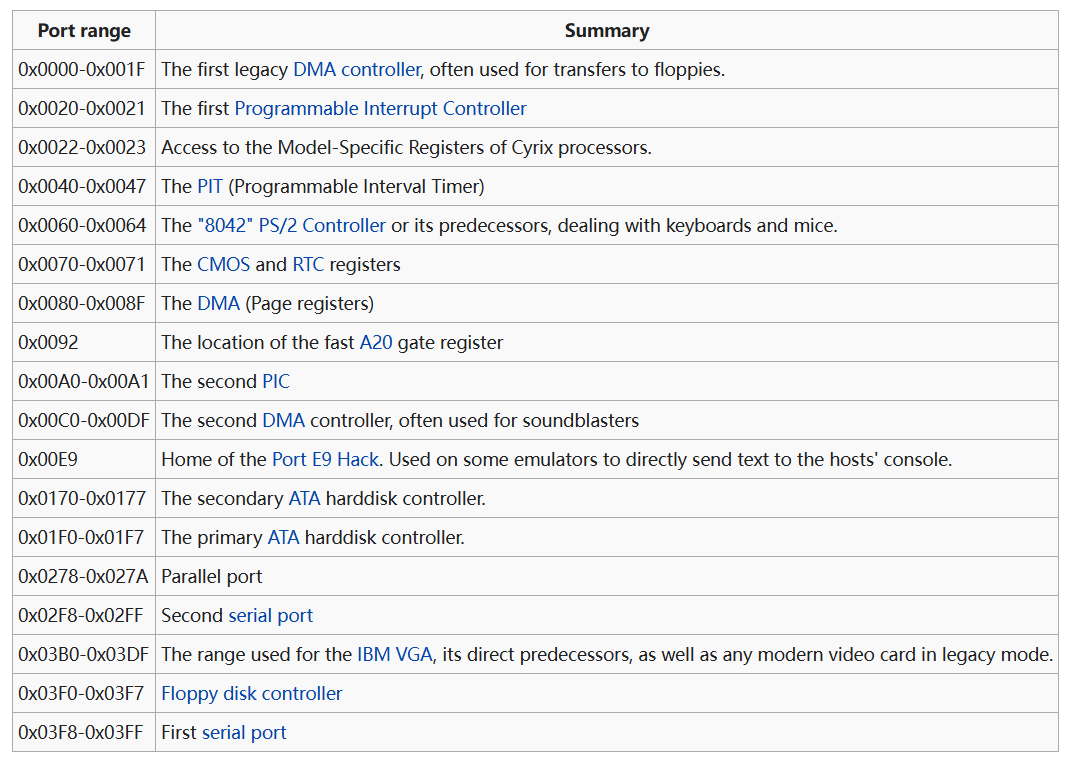 Port range Summary
0x0000-0x001F The first legacy DMA controller, often used for transfers to floppies.
0x0020-0x0021 The first Programmable Interrupt Controller
0x0022-0x0023 Access to the Model-Specific Registers of Cyrix processors.
0x0040-0x0047 The PIT (Programmable Interval Timer)
0x0060-0x0064 The "8042" PS/2 Controller or its predecessors, dealing with keyboards and mice.
0x0070-0x0071 The CMOS and RTC registers
0x0080-0x008F The DMA (Page registers)
0x0092 The location of the fast A20 gate register
0x00A0-0x00A1 The second PIC
0x00C0-0x00DF The second DMA controller, often used for soundblasters
0x00E9 Home of the Port E9 Hack. Used on some emulators to directly send text to the hosts' console.
0x0170-0x0177 The secondary ATA harddisk controller.
0x01F0-0x01F7 The primary ATA harddisk controller.
0x0278-0x027A Parallel port
0x02F8-0x02FF Second serial port
0x03B0-0x03DF The range used for the IBM VGA, its direct predecessors, as well as any modern video card in legacy mode.
0x03F0-0x03F7 Floppy disk controller
0x03F8-0x03FF First serial port